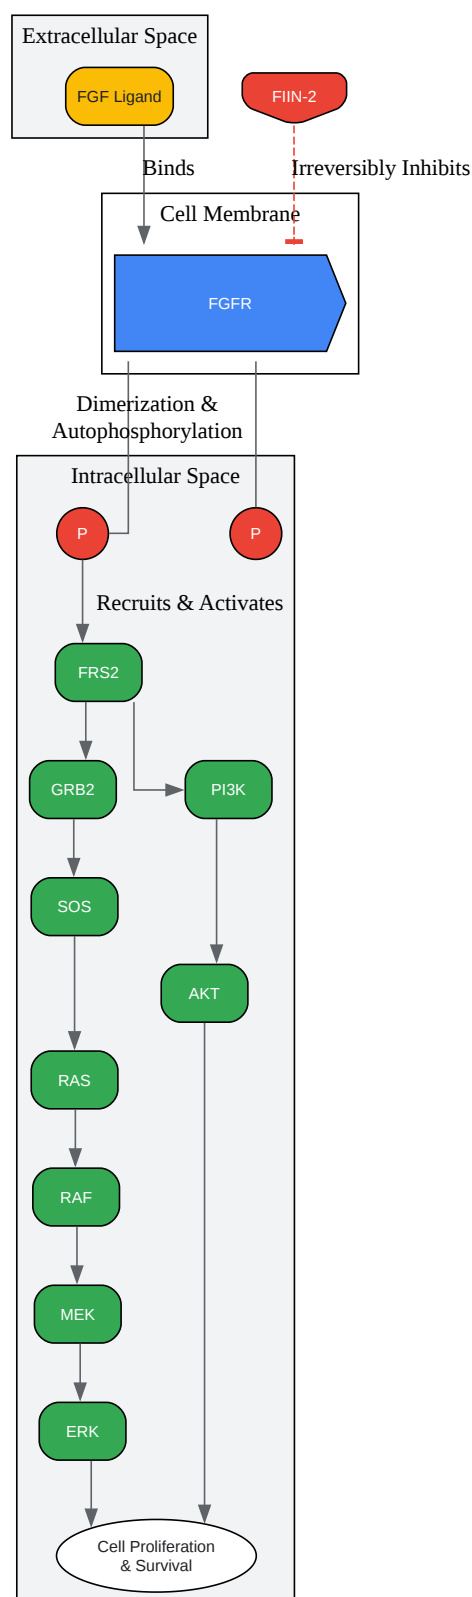 Extracellular Space
FGF Ligand
FIIN-2
Binds
Irreversibly Inhibits
Cell Membrane
FGFR
Dimerization &
Autophosphorylation
Intracellular Space
P
P
Recruits & Activates
FRS2
GRB2
PI3K
SOS
AKT
RAS
RAF
MEK
ERK
Cell Proliferation
& Survival